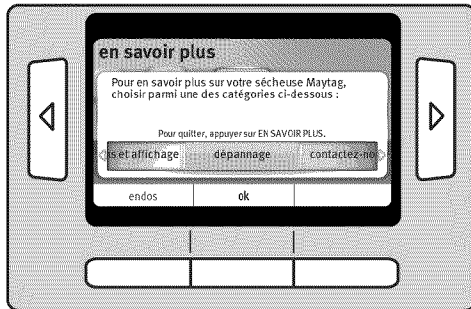 en savoir plus
Pour en savoir plus sur votre sécheuse Maytag,
choisir parmi une des catégories ci-dessous :
Pour quitter, appuyer sur EN SAVOIR PLUS.
s et affichage dépannage contactez-no
endos ok